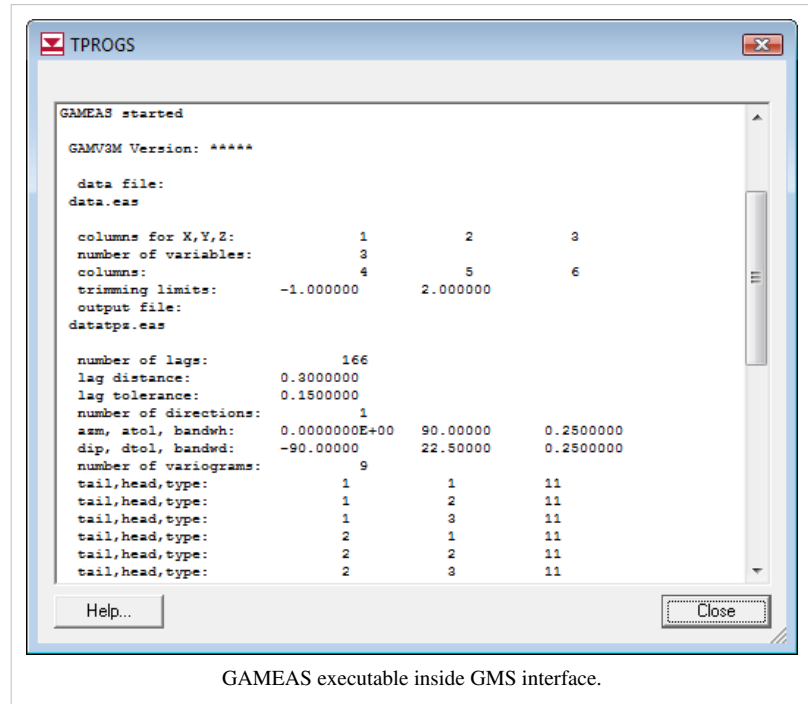 TPROGS
GAMEAS started
GAMV3M Version: *****
data file:
data.eas
columns for X,Y,Z: 1 2 3
number of variables: 3
columns: 4 5 6
trimming limits: -1.000000 2.000000
output file:
datatpz.eas
number of lags: 166
lag distance: 0.3000000
lag tolerance: 0.1500000
number of directions: 1
azm, atol, bandwh: 0.0000000E+00 90.00000 0.2500000
dip, dtol, bandwd: -90.00000 22.50000 0.2500000
number of variograms: 9
tail,head,type: 1 1 11
tail,head,type: 1 2 11
tail,head,type: 1 3 11
tail,head,type: 2 1 11
tail,head,type: 2 2 11
tail,head,type: 2 3 11
Help... Close
GAMEAS executable inside GMS interface.